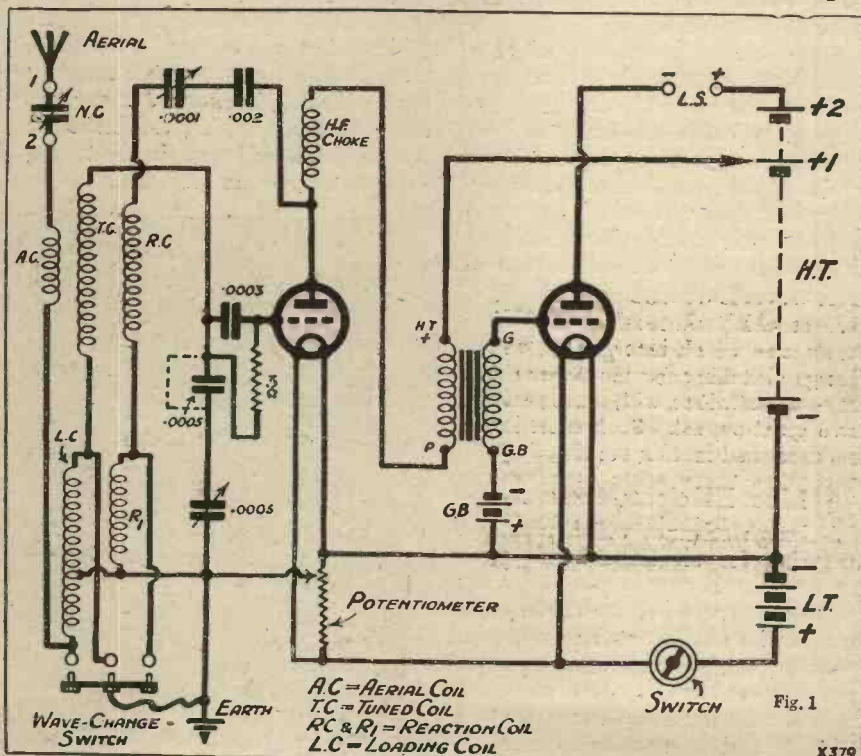 AERIAL
1
N.C
2
.0001
.002
H.F.
CHOKE
L.S.
-
+
+2
+1
T.C.
R.C
A.C.
.0003
H.T
+
G
H.T.
.0005
P
G.B
-
L.C
R1
GB
-
+
.0005
-
L.T.
+
POTENTIOMETER
SWITCH
Fig. 1
EARTH
WAVE-CHANGE
SWITCH
A.C = AERIAL COIL
T.C = TUNED COIL
RC & R1 = REACTION COIL
L.C = LOADING COIL
X379